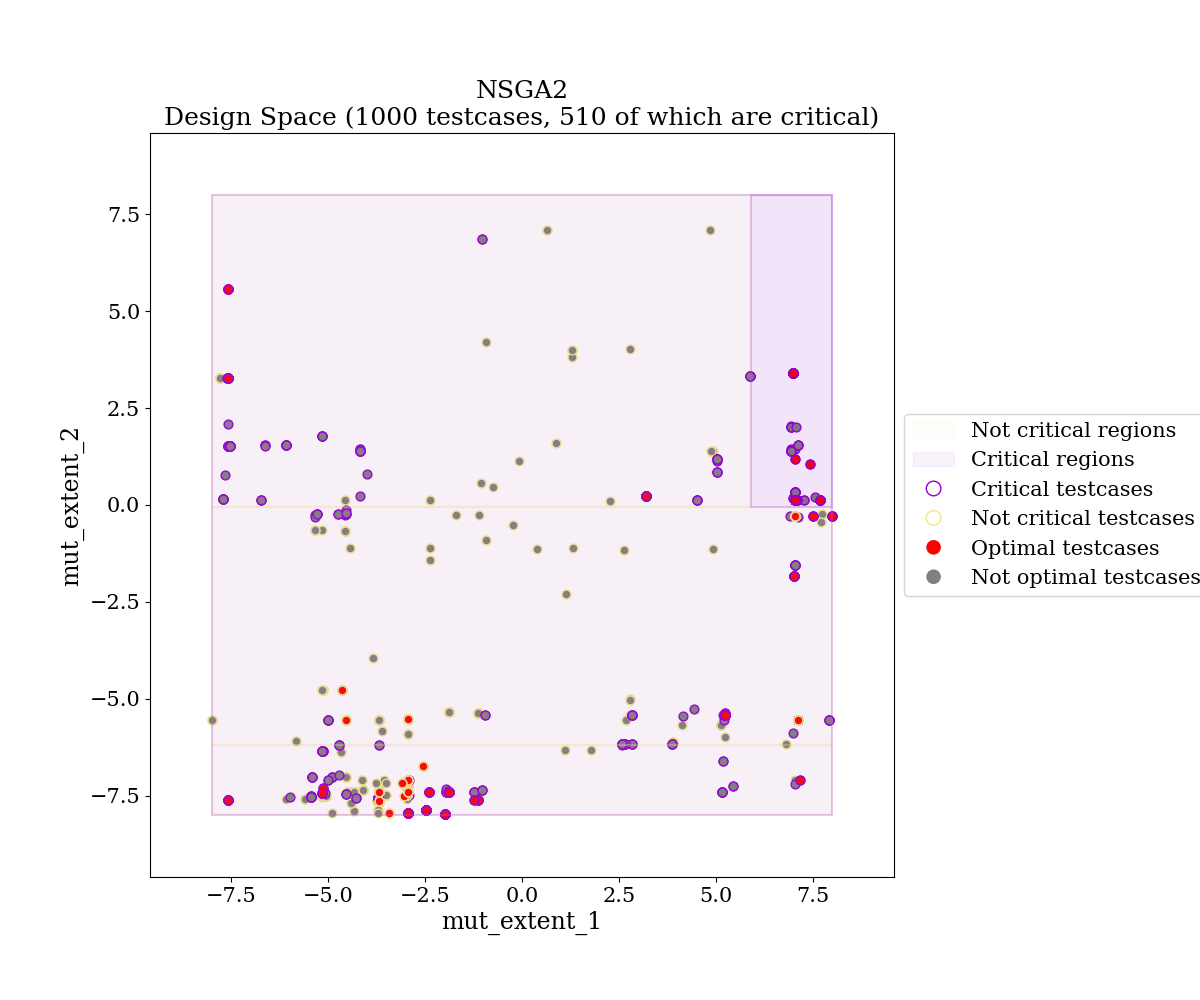 NSGA2
Design Space (1000 testcases, 510 of which are critical)
7.5
5.0
2.5
0.0
−2.5
−5.0
−7.5
mut_extent_2
−7.5
−5.0
−2.5
0.0
2.5
5.0
7.5
mut_extent_1
Not critical regions
Critical regions
Critical testcases
Not critical testcases
Optimal testcases
Not optimal testcases